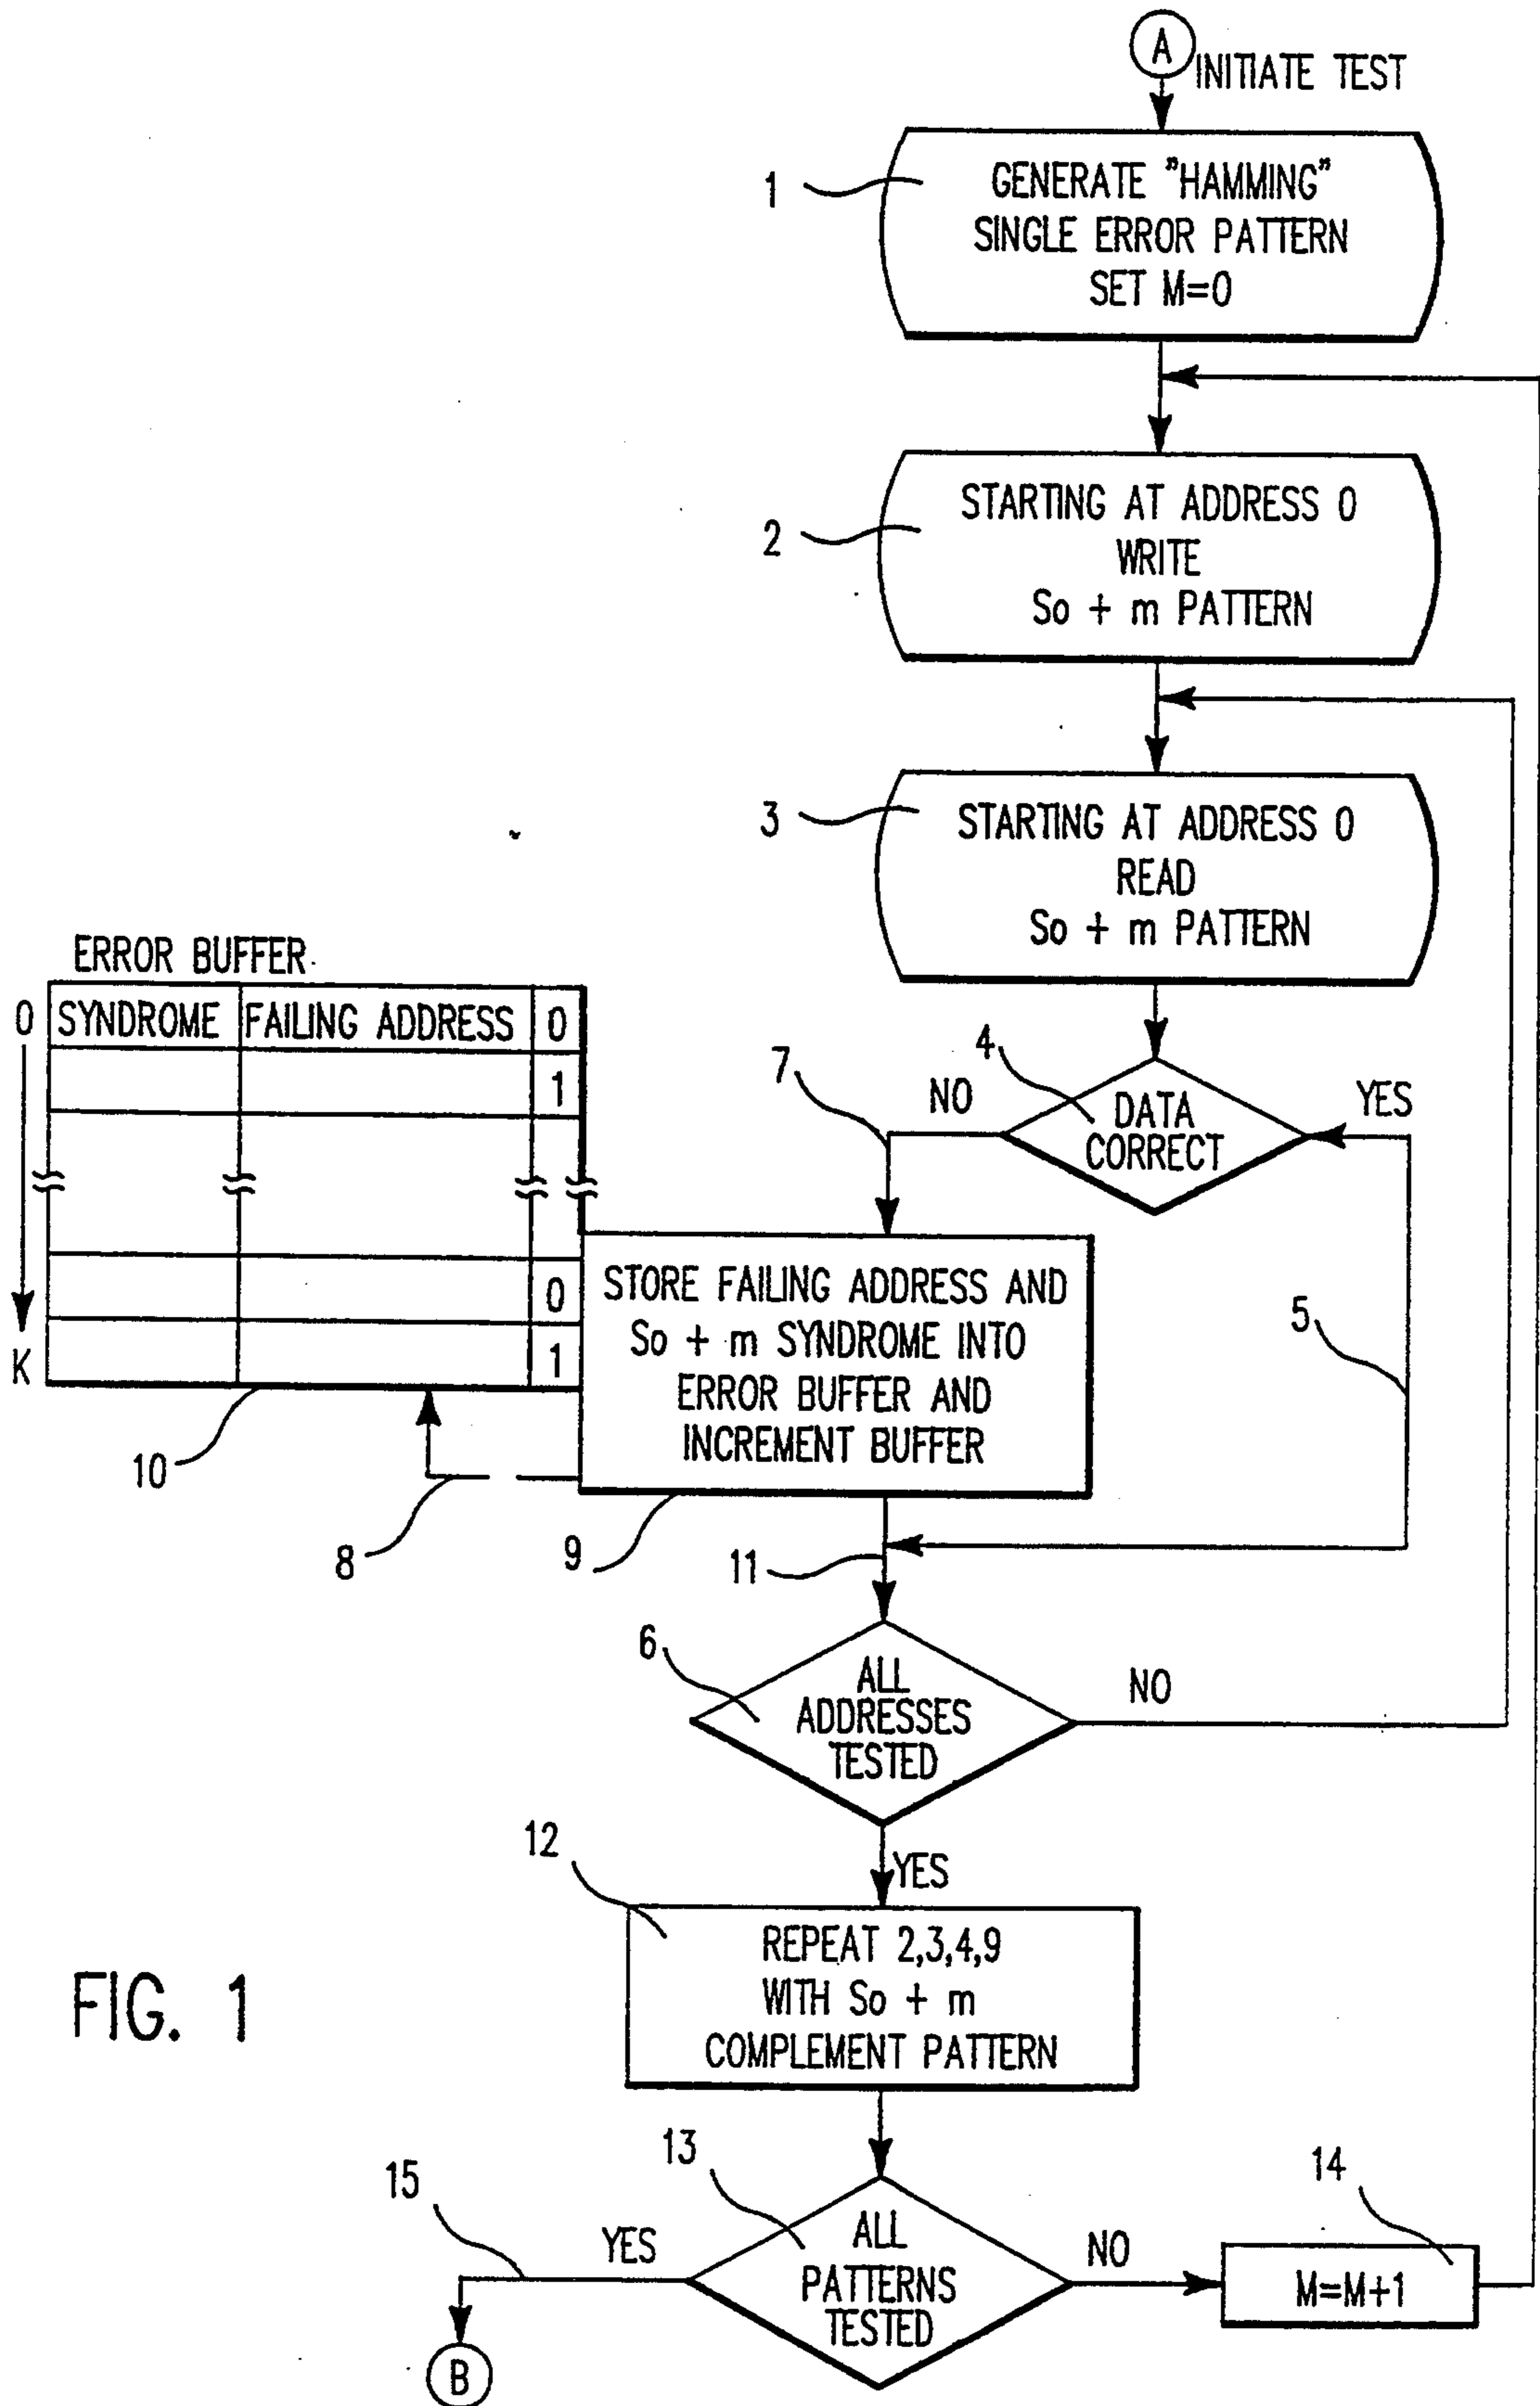 A
INITIATE TEST
1
GENERATE "HAMMING"
SINGLE ERROR PATTERN
SET M=0
2
STARTING AT ADDRESS 0
WRITE
So + m PATTERN
3
STARTING AT ADDRESS 0
READ
So + m PATTERN
ERROR BUFFER
0 SYNDROME FAILING ADDRESS 0
1
0
K 1
10
8
4
DATA
CORRECT
NO
YES
7
5
STORE FAILING ADDRESS AND
So + m SYNDROME INTO
ERROR BUFFER AND
INCREMENT BUFFER
9
11
6
ALL
ADDRESSES
TESTED
NO
YES
12
REPEAT 2,3,4,9
WITH So + m
COMPLEMENT PATTERN
FIG. 1
13
15
YES
ALL
PATTERNS
TESTED
NO
14
M=M+1
B